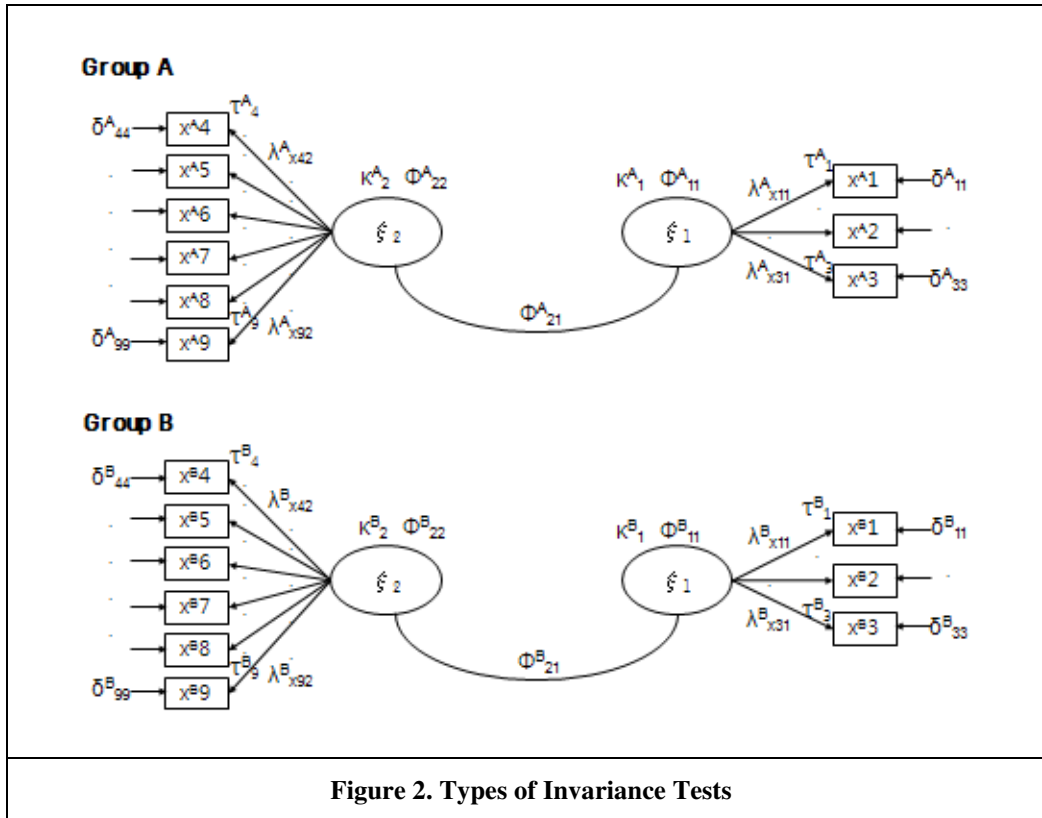 Group A
τᴬ₄
δᴬ₄₄ xᴬ4
λᴬₓ₄₂
xᴬ5
xᴬ6
xᴬ7
xᴬ8
τᴬ₉ λᴬₓ₉₂
δᴬ₉₉ xᴬ9
κᴬ₂ Φᴬ₂₂
ξ₂
κᴬ₁ Φᴬ₁₁
ξ₁
Φᴬ₂₁
τᴬ₁
λᴬₓ₁₁ xᴬ1 δᴬ₁₁
xᴬ2
τᴬ₃
λᴬₓ₃₁ xᴬ3 δᴬ₃₃
Group B
τᴮ₄
δᴮ₄₄ xᴮ4
λᴮₓ₄₂
xᴮ5
xᴮ6
xᴮ7
xᴮ8
τᴮ₉ λᴮₓ₉₂
δᴮ₉₉ xᴮ9
κᴮ₂ Φᴮ₂₂
ξ₂
κᴮ₁ Φᴮ₁₁
ξ₁
Φᴮ₂₁
τᴮ₁
λᴮₓ₁₁ xᴮ1 δᴮ₁₁
xᴮ2
τᴮ₃
λᴮₓ₃₁ xᴮ3 δᴮ₃₃
Figure 2. Types of Invariance Tests